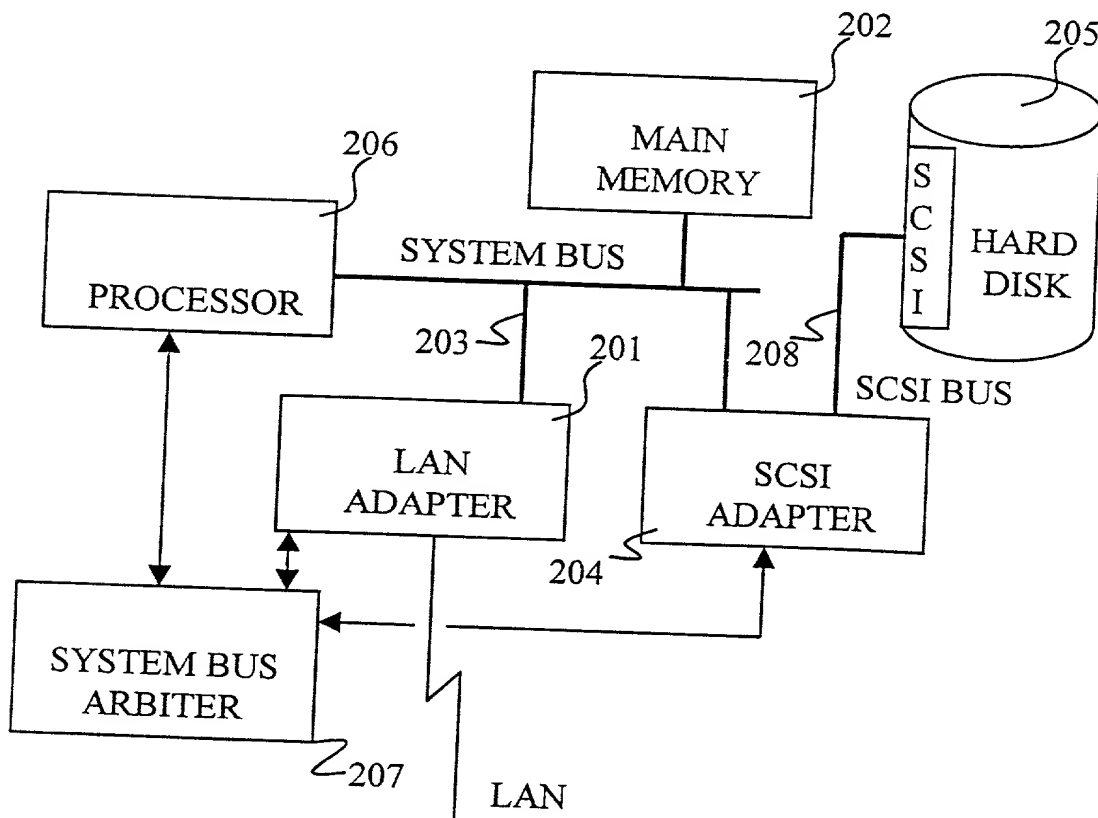 202
205
206
MAIN
MEMORY
S
C
S
I
HARD
DISK
SYSTEM BUS
PROCESSOR
203
201
208
SCSI BUS
LAN
ADAPTER
SCSI
ADAPTER
204
SYSTEM BUS
ARBITER
207
LAN